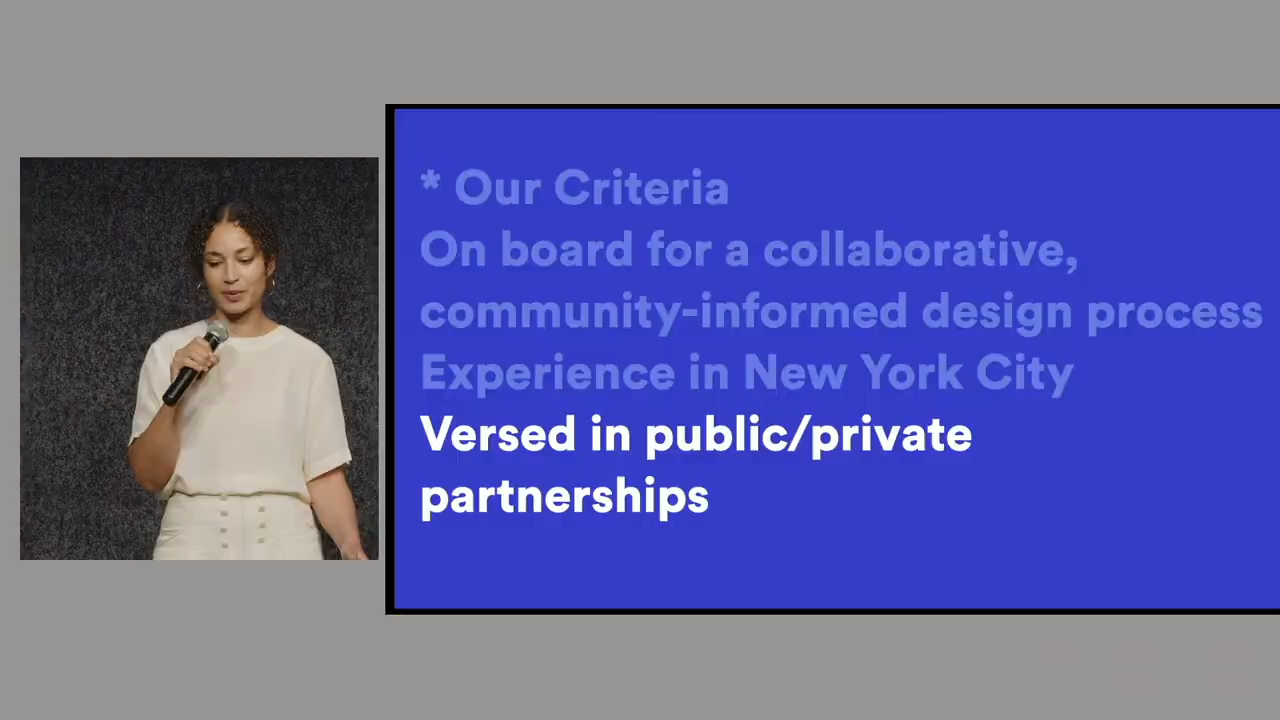 * Our Criteria
On board for a collaborative,
community-informed design process
Experience in New York City
Versed in public/private
partnerships